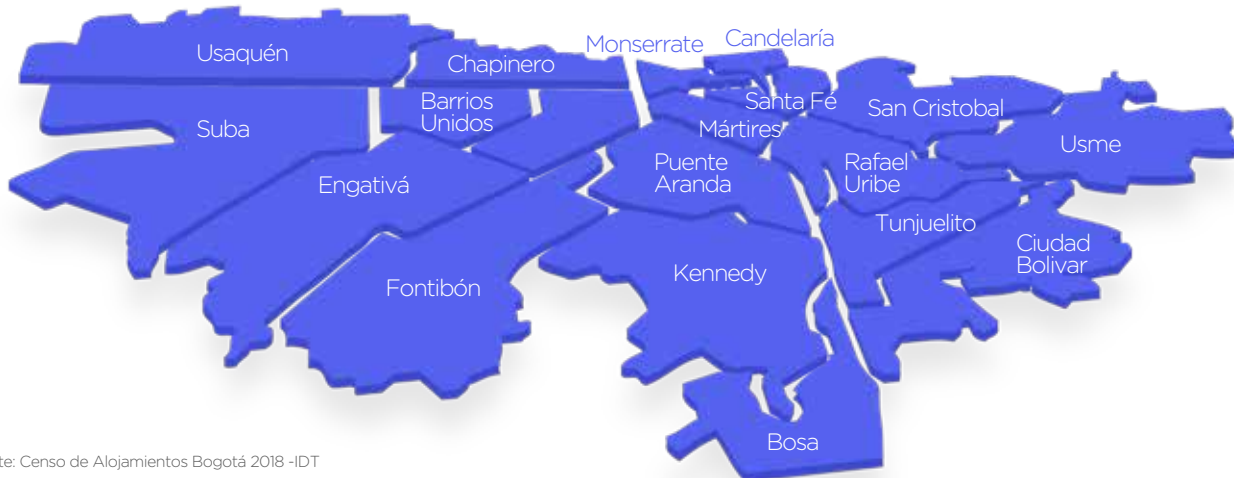 Usaquén
Chapinero
Monserrate
Candelaría
Suba
Barrios
Unidos
Santa Fé
Mártires
San Cristobal
Usme
Engativá
Puente
Aranda
Rafael
Uribe
Tunjuelito
Ciudad
Bolivar
Fontibón
Kennedy
Bosa
te: Censo de Alojamientos Bogotá 2018 -IDT